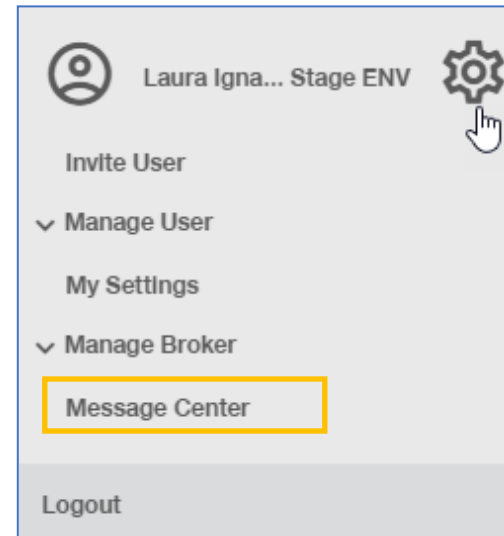 Laura Igna... Stage ENV
Invite User
Manage User
My Settings
Manage Broker
Message Center
Logout